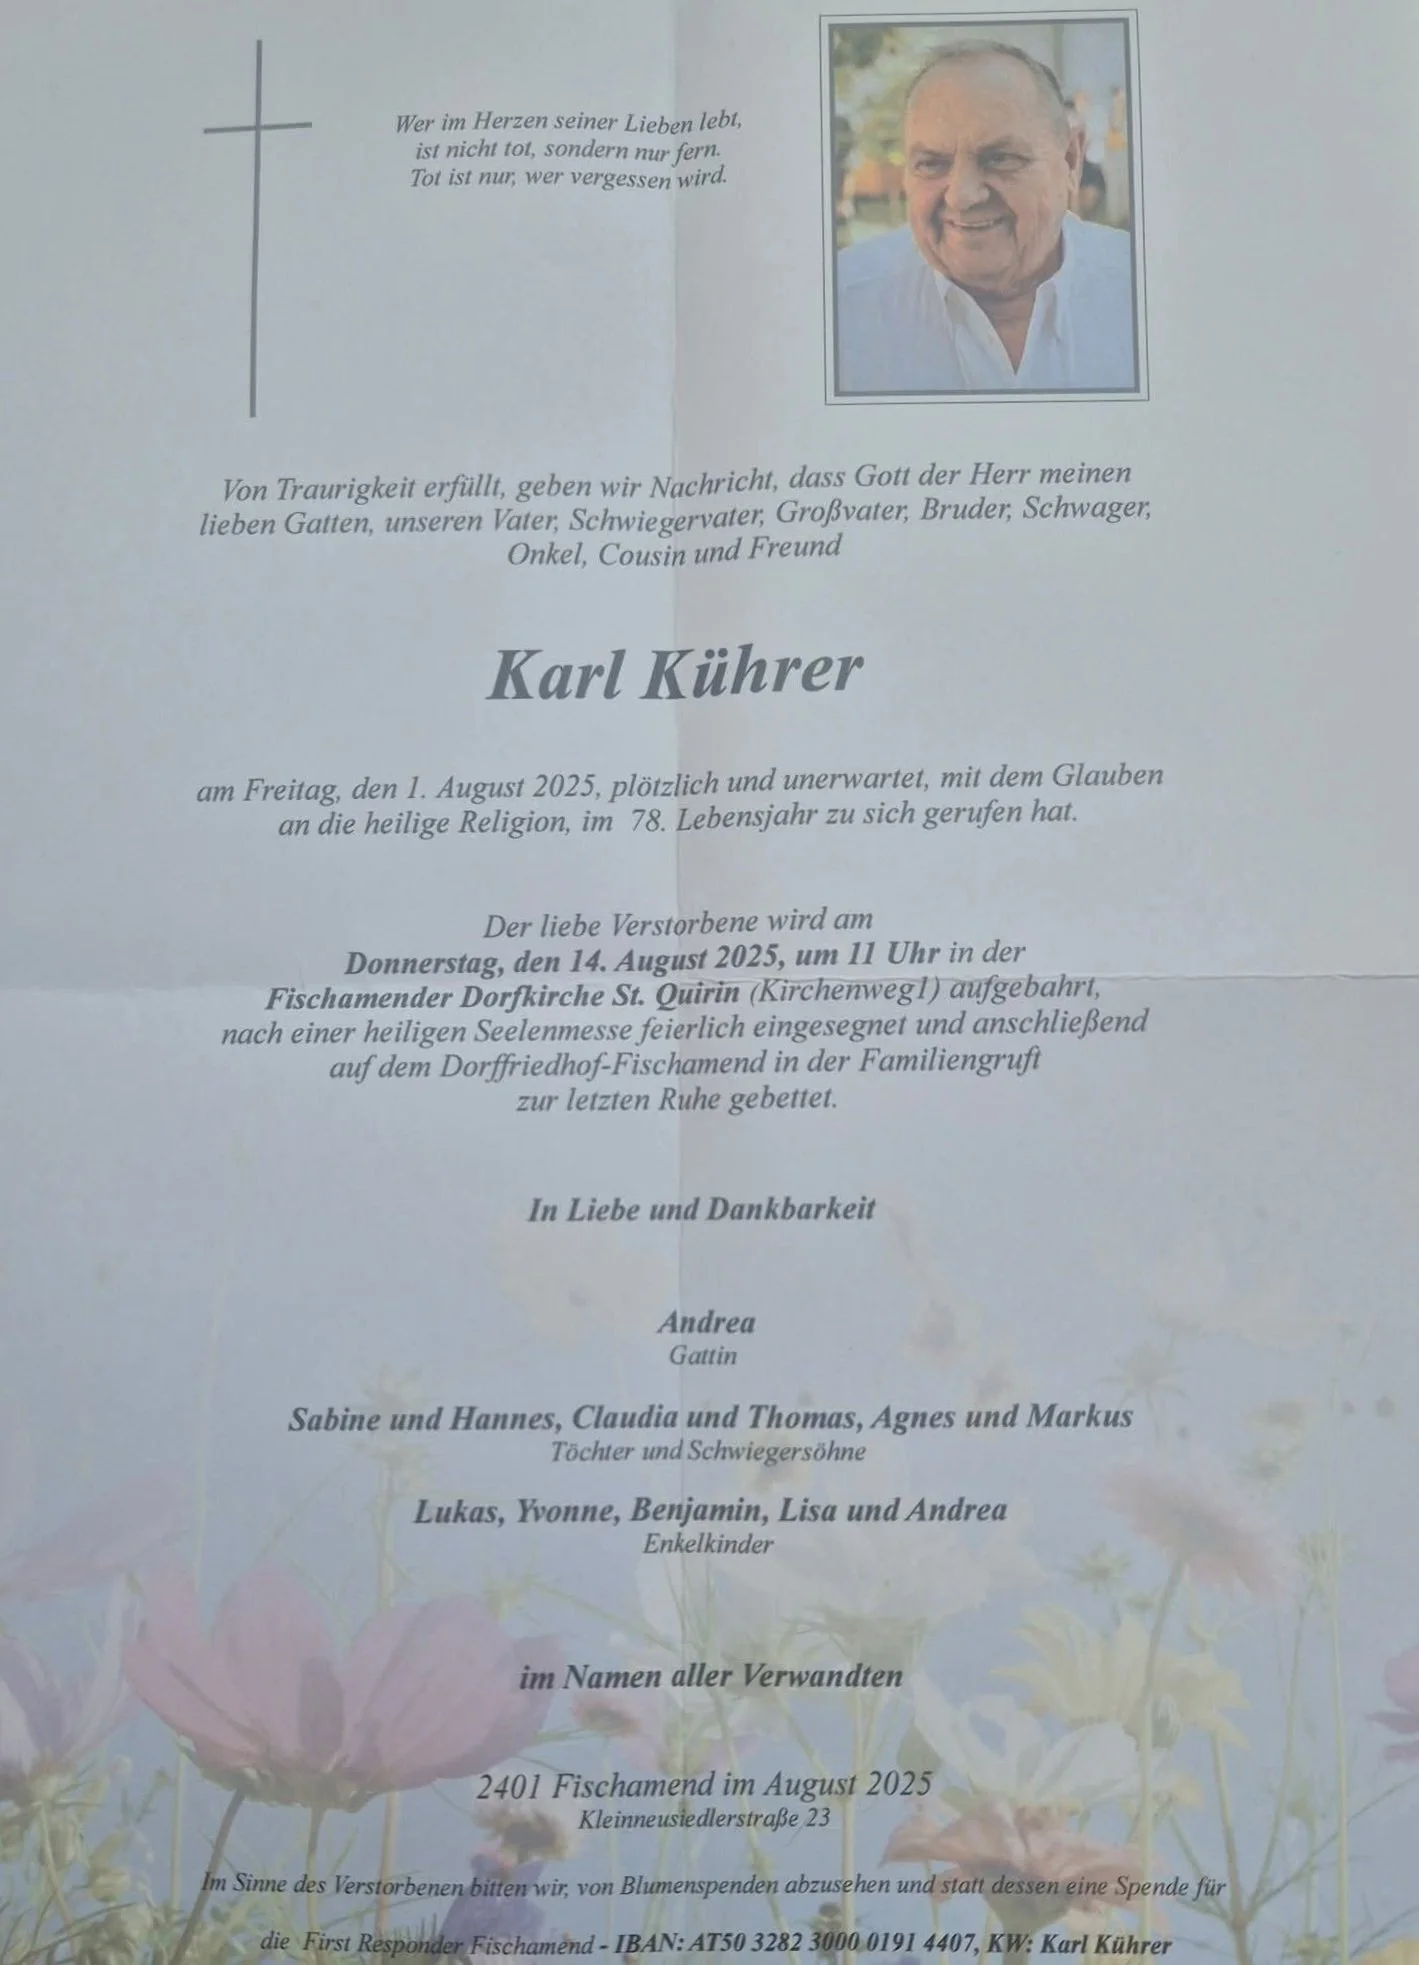 Wer im Herzen seiner Lieben lebt,
ist nicht tot, sondern nur fern.
Tot ist nur, wer vergessen wird.
Von Traurigkeit erfüllt, geben wir Nachricht, dass Gott der Herr meinen
lieben Gatten, unseren Vater, Schwiegervater, Großvater, Bruder, Schwager,
Onkel, Cousin und Freund
Karl Kührer
am Freitag, den 1. August 2025, plötzlich und unerwartet, mit dem Glauben
an die heilige Religion, im 78. Lebensjahr zu sich gerufen hat.
Der liebe Verstorbene wird am
Donnerstag, den 14. August 2025, um 11 Uhr in der
Fischamender Dorfkirche St. Quirin (Kirchenweg1) aufgebahrt,
nach einer heiligen Seelenmesse feierlich eingesegnet und anschließend
auf dem Dorffriedhof-Fischamend in der Familiengruft
zur letzten Ruhe gebettet.
In Liebe und Dankbarkeit
Andrea
Gattin
Sabine und Hannes, Claudia und Thomas, Agnes und Markus
Töchter und Schwiegersöhne
Lukas, Yvonne, Benjamin, Lisa und Andrea
Enkelkinder
im Namen aller Verwandten
2401 Fischamend im August 2025
Kleinneusiedlerstraße 23
Im Sinne des Verstorbenen bitten wir, von Blumenspenden abzusehen und statt dessen eine Spende für
die First Responder Fischamend - IBAN: AT50 3282 3000 0191 4407, KW: Karl Kührer